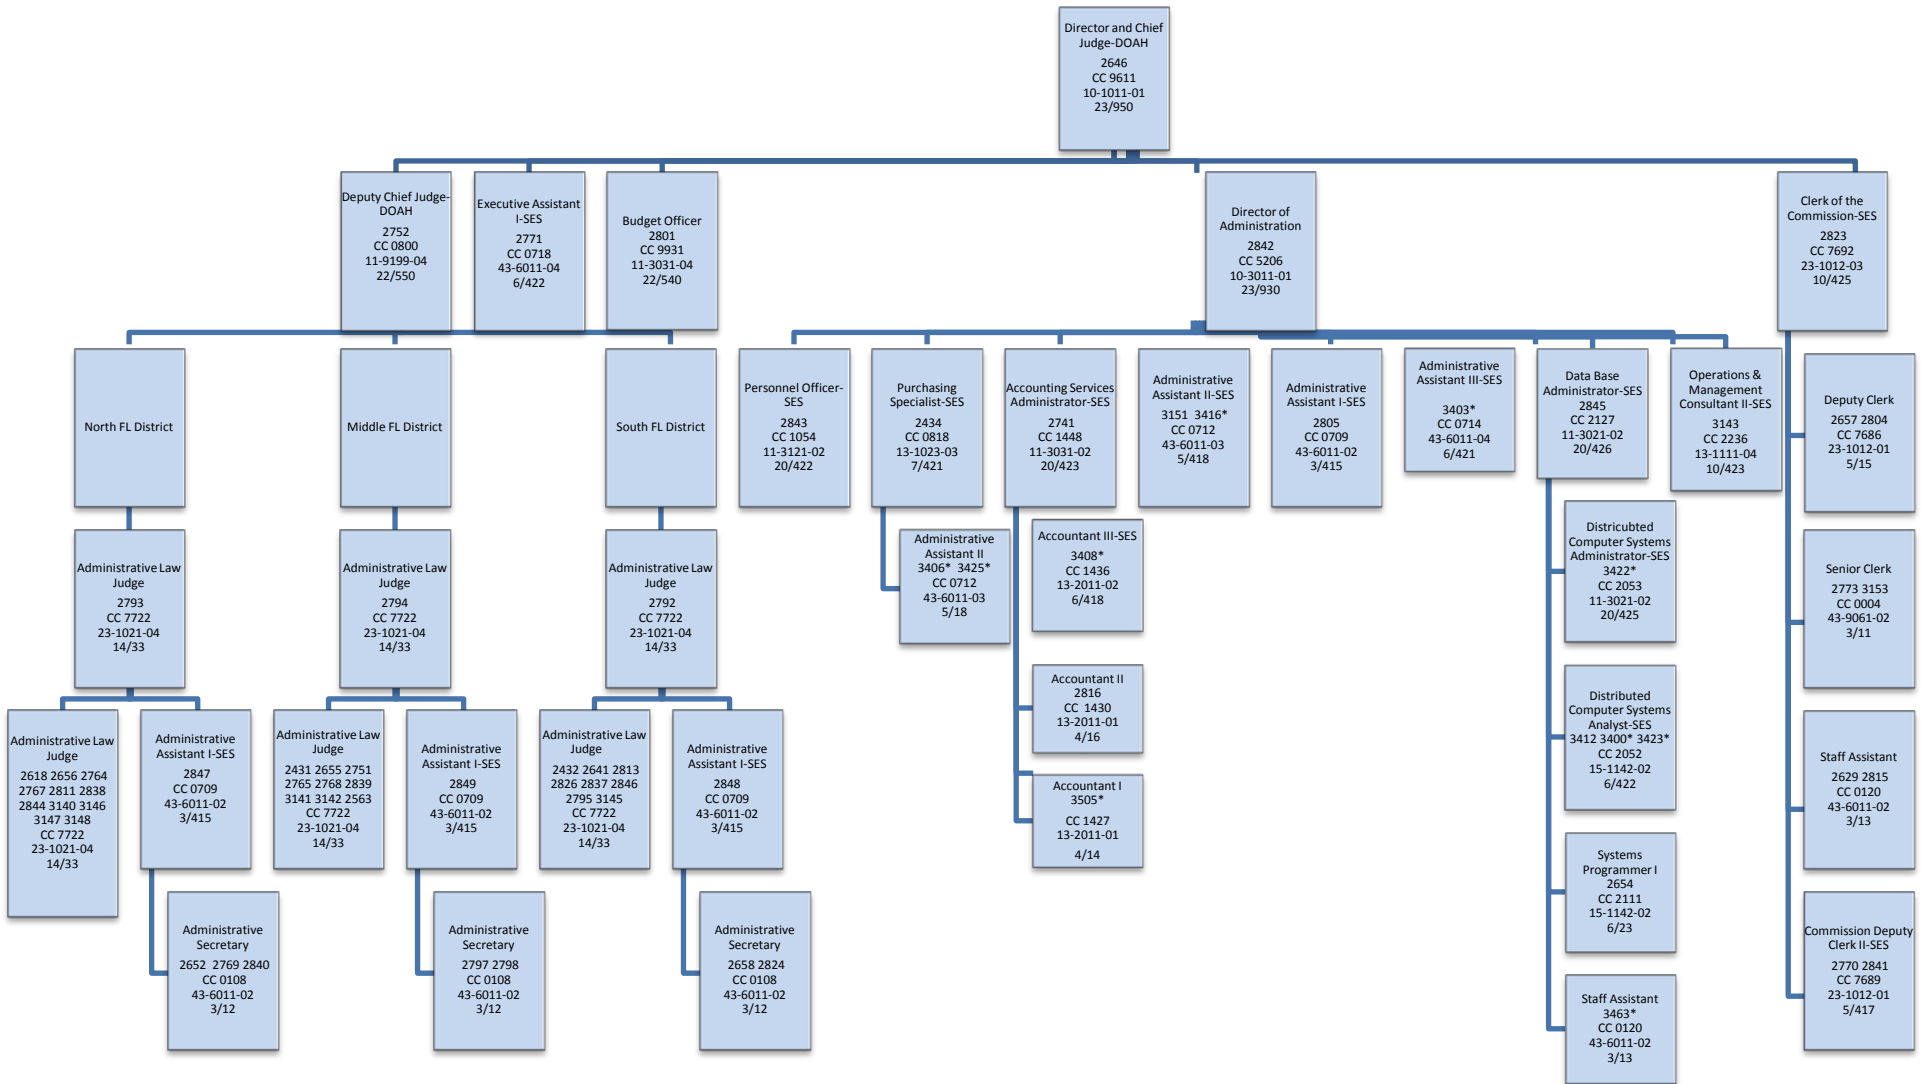 Director and Chief
Judge-DOAH
2646
CC 9611
10-1011-01
23/950
Deputy Chief Judge-
DOAH
2752
CC 0800
11-9199-04
22/550
Executive Assistant
I-SES
2771
CC 0718
43-6011-04
6/422
Budget Officer
2801
CC 9931
11-3031-04
22/540
Director of
Administration
2842
CC 5206
10-3011-01
23/930
Clerk of the
Commission-SES
2823
CC 7692
23-1012-03
10/425
North FL District
Middle FL District
South FL District
Personnel Officer-
SES
2843
CC 1054
11-3121-02
20/422
Purchasing
Specialist-SES
2434
CC 0818
13-1023-03
7/421
Accounting Services
Administrator-SES
2741
CC 1448
11-3031-02
20/423
Administrative
Assistant II-SES
3151 3416*
CC 0712
43-6011-03
5/418
Administrative
Assistant I-SES
2805
CC 0709
43-6011-02
3/415
Administrative
Assistant III-SES
3403*
CC 0714
43-6011-04
6/421
Data Base
Administrator-SES
2845
CC 2127
11-3021-02
20/426
Operations &
Management
Consultant II-SES
3143
CC 2236
13-1111-04
10/423
Deputy Clerk
2657 2804
CC 7686
23-1012-01
5/15
Administrative Law
Judge
2793
CC 7722
23-1021-04
14/33
Administrative Law
Judge
2794
CC 7722
23-1021-04
14/33
Administrative Law
Judge
2792
CC 7722
23-1021-04
14/33
Administrative
Assistant II
3406* 3425*
CC 0712
43-6011-03
5/18
Accountant III-SES
3408*
CC 1436
13-2011-02
6/418
Districubted
Computer Systems
Administrator-SES
3422*
CC 2053
11-3021-02
20/425
Senior Clerk
2773 3153
CC 0004
43-9061-02
3/11
Accountant II
2816
CC 1430
13-2011-01
4/16
Distributed
Computer Systems
Analyst-SES
3412 3400* 3423*
CC 2052
15-1142-02
6/422
Administrative Law
Judge
2618 2656 2764
2767 2811 2838
2844 3140 3146
3147 3148
CC 7722
23-1021-04
14/33
Administrative
Assistant I-SES
2847
CC 0709
43-6011-02
3/415
Administrative Law
Judge
2431 2655 2751
2765 2768 2839
3141 3142 2563
CC 7722
23-1021-04
14/33
Administrative
Assistant I-SES
2849
CC 0709
43-6011-02
3/415
Administrative Law
Judge
2432 2641 2813
2826 2837 2846
2795 3145
CC 7722
23-1021-04
14/33
Administrative
Assistant I-SES
2848
CC 0709
43-6011-02
3/415
Accountant I
3505*
CC 1427
13-2011-01
4/14
Staff Assistant
2629 2815
CC 0120
43-6011-02
3/13
Systems
Programmer I
2654
CC 2111
15-1142-02
6/23
Administrative
Secretary
2652 2769 2840
CC 0108
43-6011-02
3/12
Administrative
Secretary
2797 2798
CC 0108
43-6011-02
3/12
Administrative
Secretary
2658 2824
CC 0108
43-6011-02
3/12
Commission Deputy
Clerk II-SES
2770 2841
CC 7689
23-1012-01
5/417
Staff Assistant
3463*
CC 0120
43-6011-02
3/13